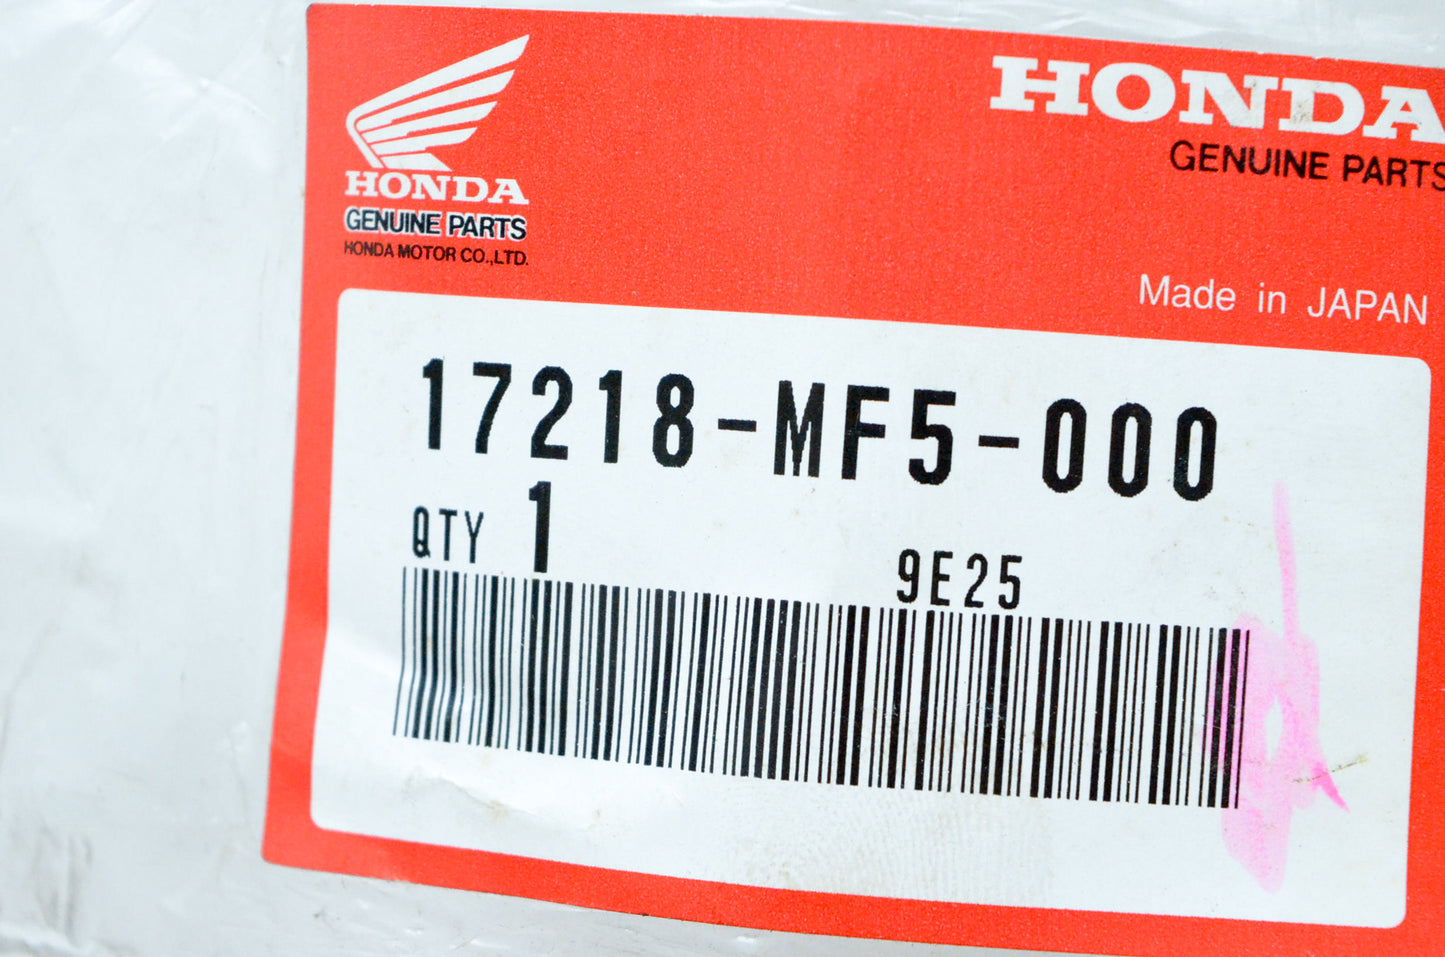 HONDA
GENUINE PARTS
HONDA MOTOR CO.,LTD.
HONDA
GENUINE PARTS
Made in JAPAN
17218-MF5-000
QTY 1
9E25